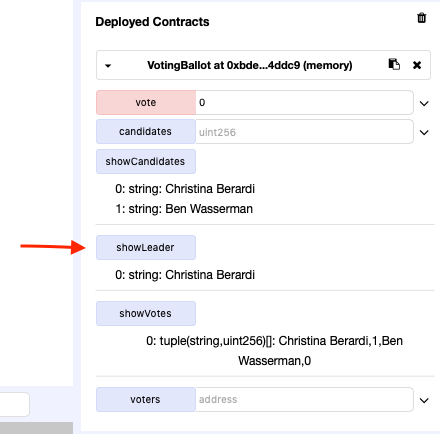 Deployed Contracts
VotingBallot at 0xbde...4ddc9 (memory)
vote 0
candidates uint256
showCandidates
0: string: Christina Berardi
1: string: Ben Wasserman
showLeader
0: string: Christina Berardi
showVotes
0: tuple(string,uint256)[]: Christina Berardi,1,Ben
Wasserman,0
voters address